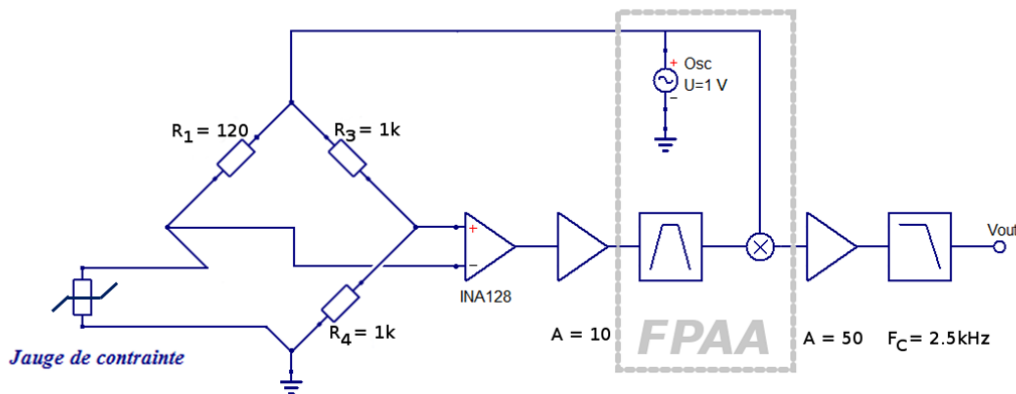 Osc
U=1 V
R1 = 120
R3 = 1k
+
−
+
−
INA128
Vout
R4 = 1k
A = 10
FPAA
A = 50
FC = 2.5kHz
Jauge de contrainte